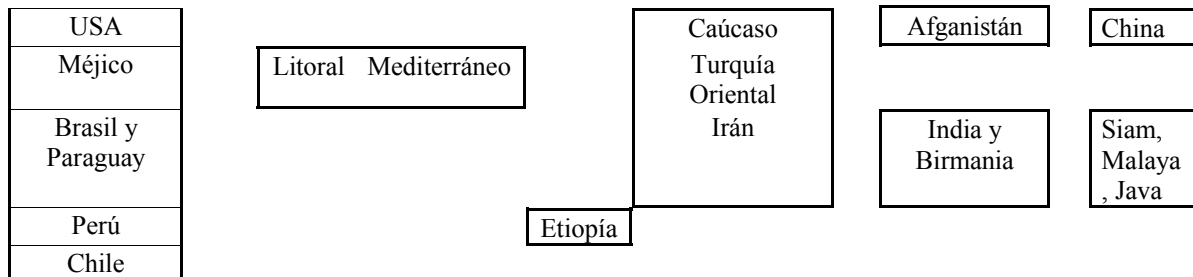 USA
Méjico
Brasil y
Paraguay
Perú
Chile
Litoral Mediterráneo
Etiopía
Caúcaso
Turquía
Oriental
Irán
Afganistán
India y
Birmania
China
Siam,
Malaya
, Java